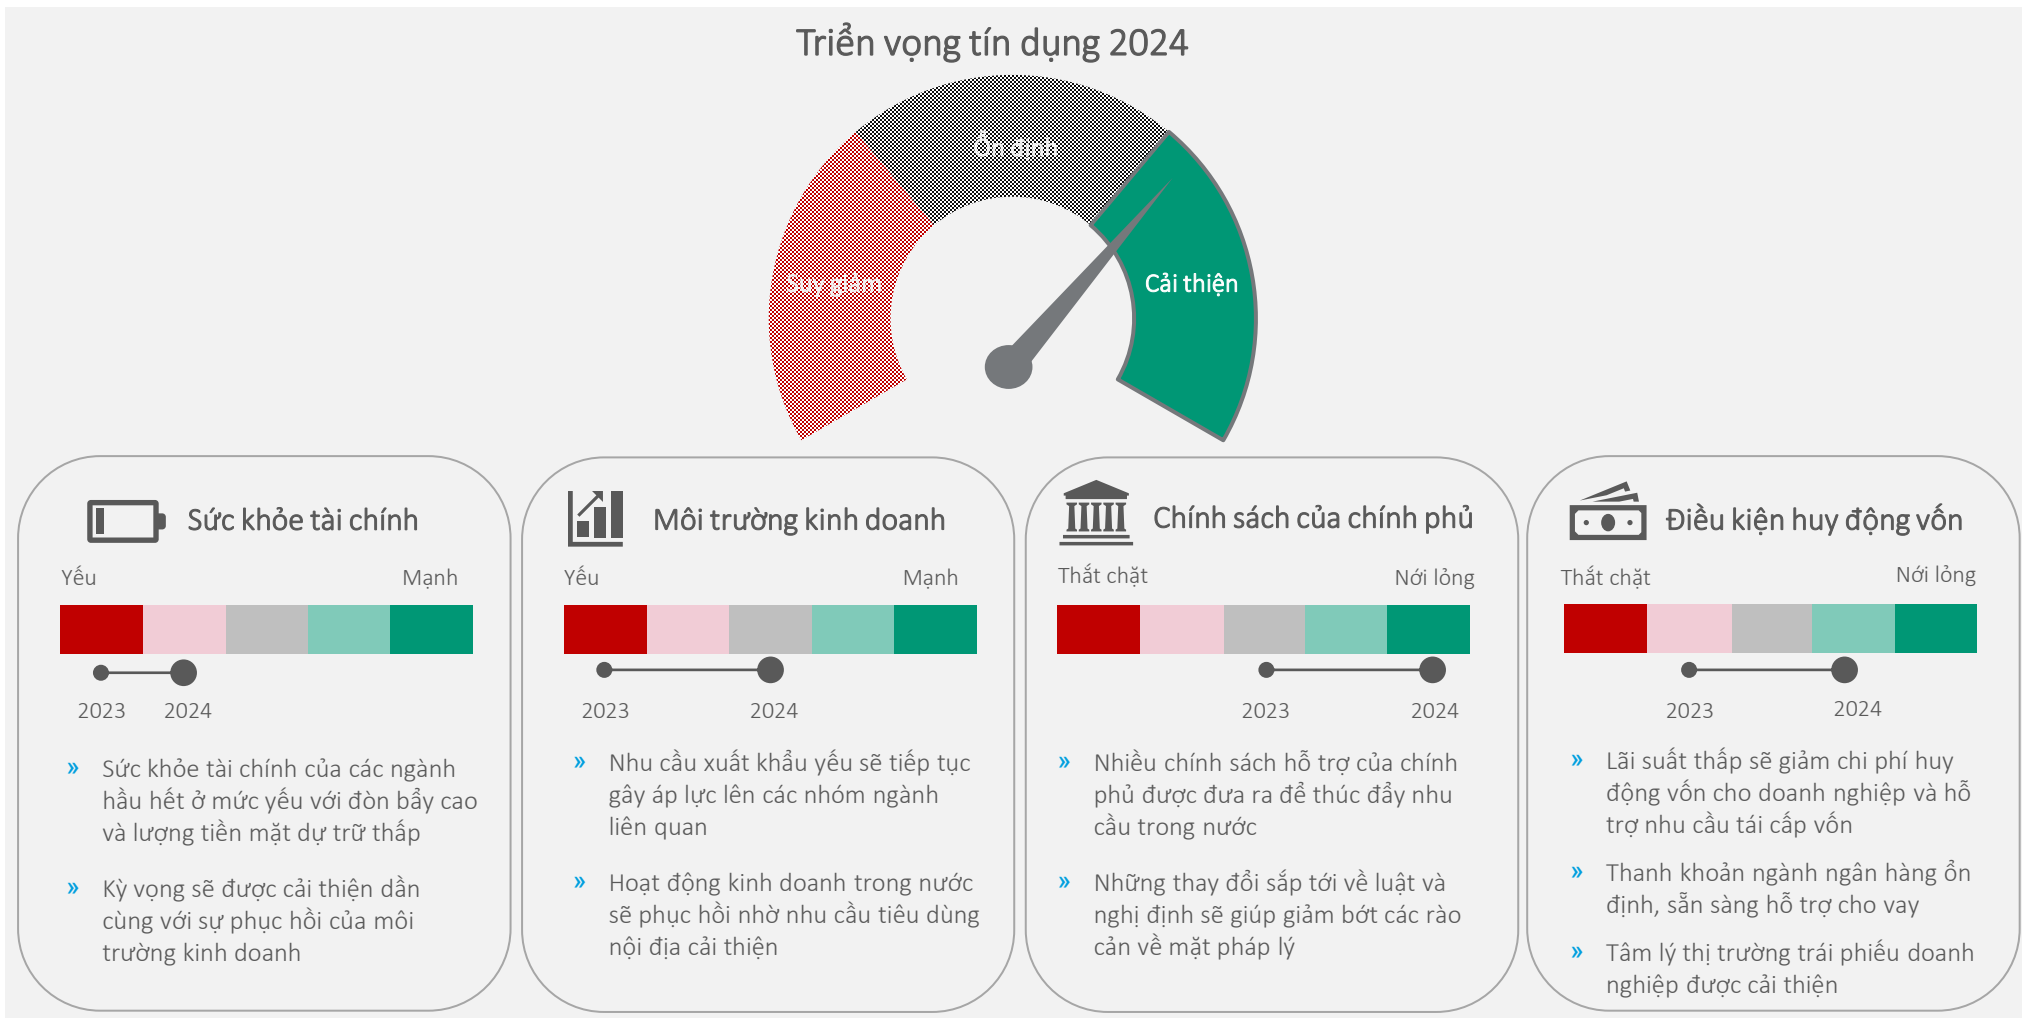 Triển vọng tín dụng 2024
Ổn định
Suy giảm
Cải thiện
Sức khỏe tài chính
Yếu
Mạnh
2023
2024
» Sức khỏe tài chính của các ngành
hầu hết ở mức yếu với đòn bẩy cao
và lượng tiền mặt dự trữ thấp
» Kỳ vọng sẽ được cải thiện dần
cùng với sự phục hồi của môi
trường kinh doanh
Môi trường kinh doanh
Yếu
Mạnh
2023
2024
» Nhu cầu xuất khẩu yếu sẽ tiếp tục
gây áp lực lên các nhóm ngành
liên quan
» Hoạt động kinh doanh trong nước
sẽ phục hồi nhờ nhu cầu tiêu dùng
nội địa cải thiện
Chính sách của chính phủ
Thắt chặt
Nới lỏng
2023
2024
» Nhiều chính sách hỗ trợ của chính
phủ được đưa ra để thúc đẩy nhu
cầu trong nước
» Những thay đổi sắp tới về luật và
nghị định sẽ giúp giảm bớt các rào
cản về mặt pháp lý
Điều kiện huy động vốn
Thắt chặt
Nới lỏng
2023
2024
» Lãi suất thấp sẽ giảm chi phí huy
động vốn cho doanh nghiệp và hỗ
trợ nhu cầu tái cấp vốn
» Thanh khoản ngành ngân hàng ổn
định, sẵn sàng hỗ trợ cho vay
» Tâm lý thị trường trái phiếu doanh
nghiệp được cải thiện